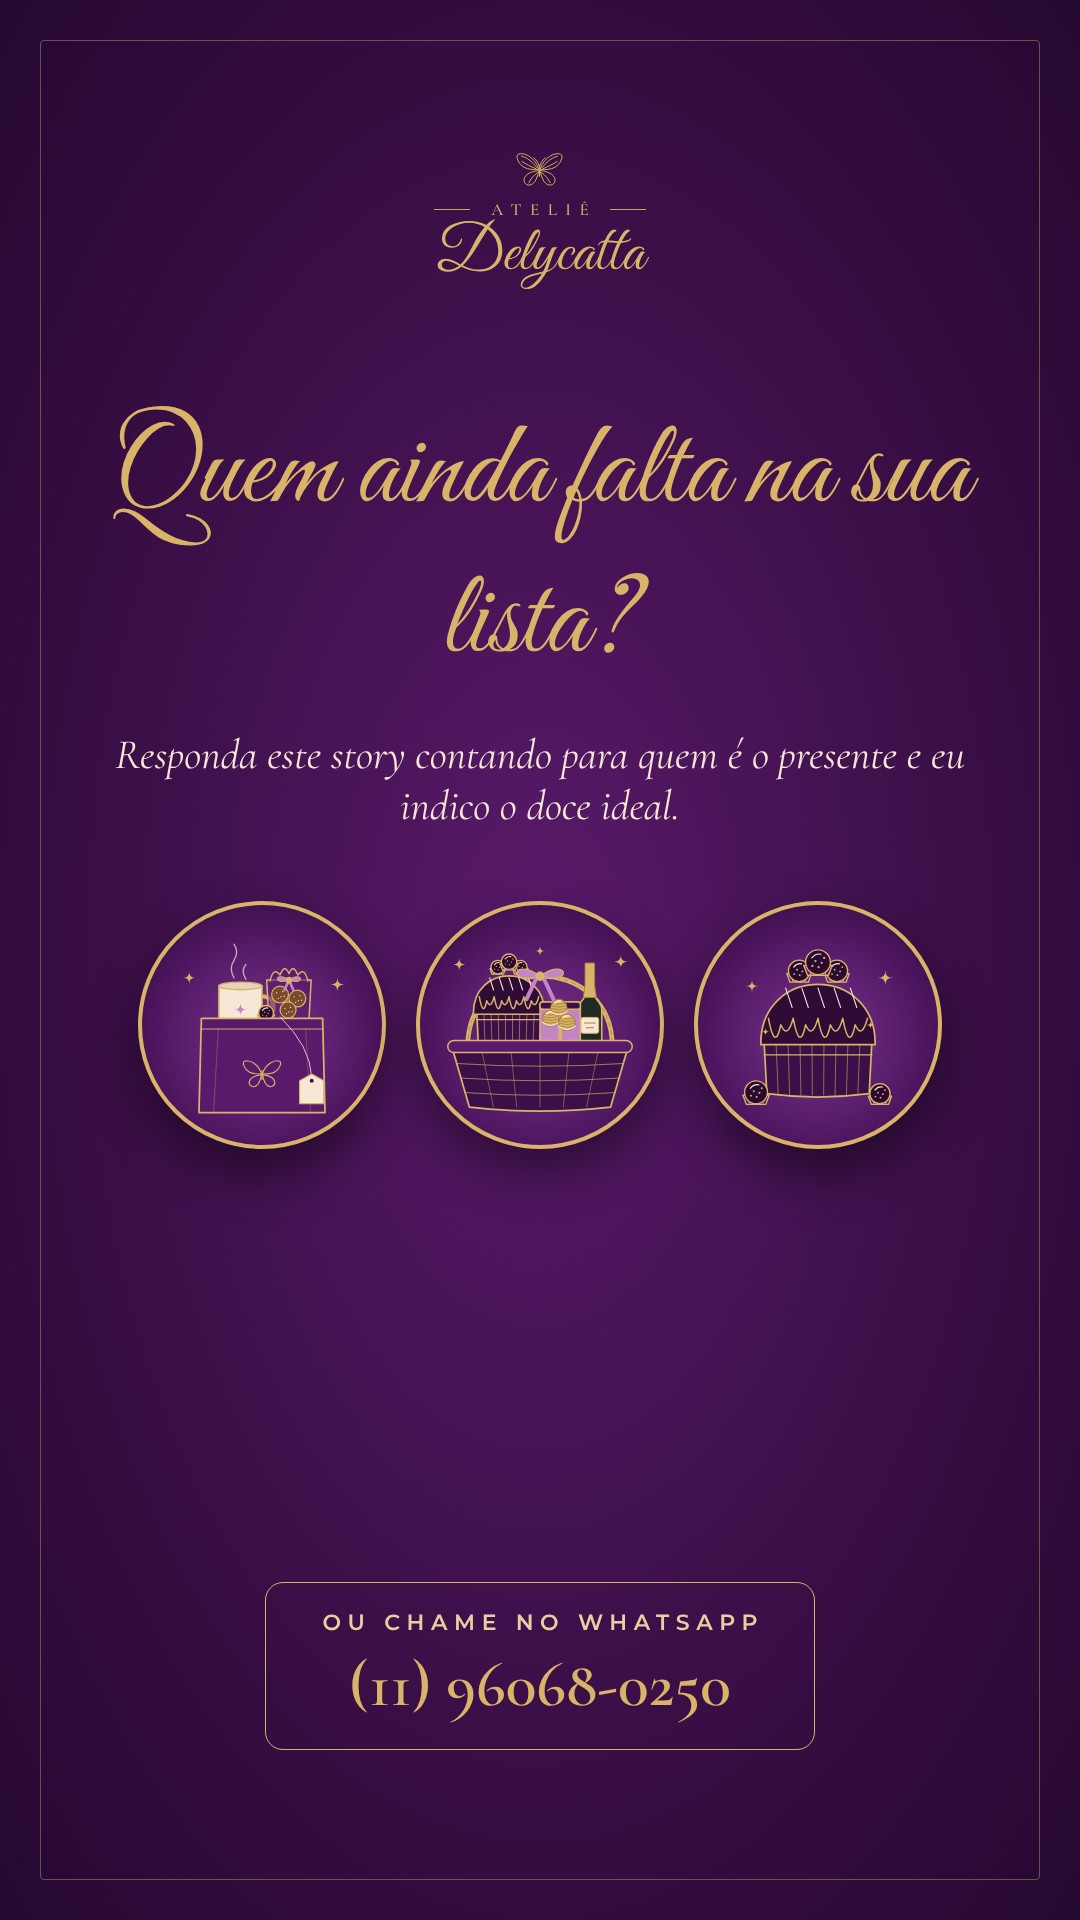 ATELIÊ
Delycatta
Quem ainda falta na sua
lista?
Responda este story contando para quem é o presente e eu
indico o doce ideal.
OU CHAME NO WHATSAPP
(11) 96068-0250